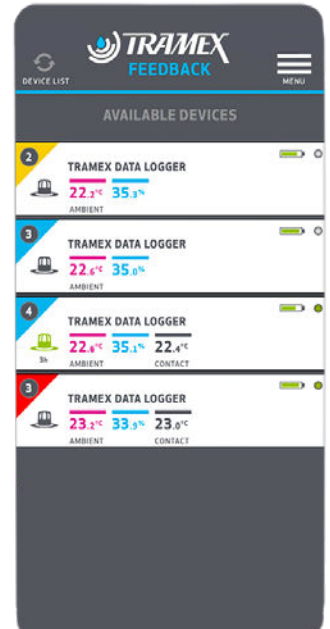 TRAMEX
FEEDBACK
DEVICE LIST
MENU
AVAILABLE DEVICES
2
TRAMEX DATA LOGGER
22.2°C 35.3%
AMBIENT
3
TRAMEX DATA LOGGER
22.6°C 35.0%
AMBIENT
4
TRAMEX DATA LOGGER
22.6°C 35.1% 22.4°C
3h AMBIENT CONTACT
3
TRAMEX DATA LOGGER
23.2°C 33.9% 23.0°C
AMBIENT CONTACT